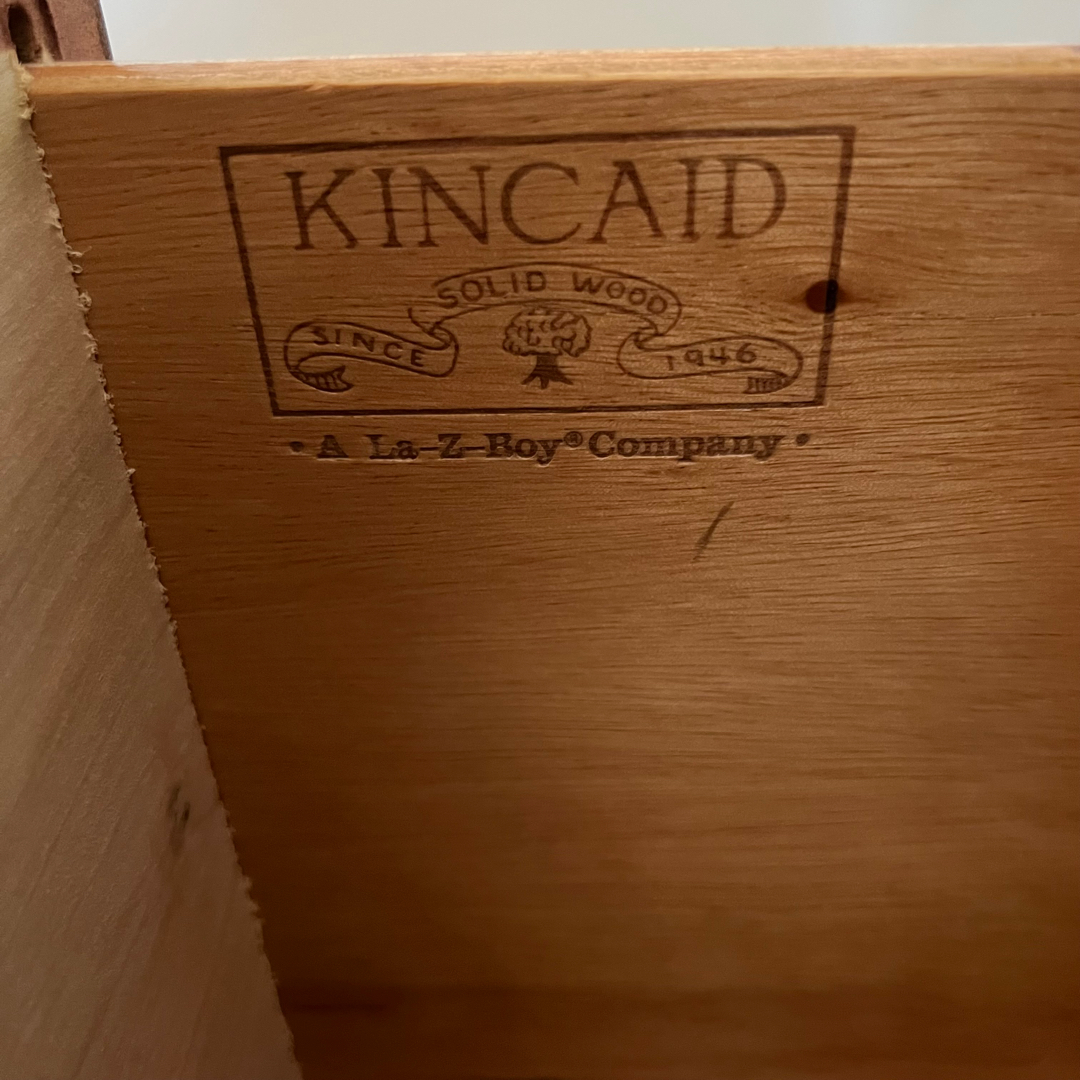 KINCAID
SOLID WOOD
SINCE 1946
• A La-Z-Boy® Company •